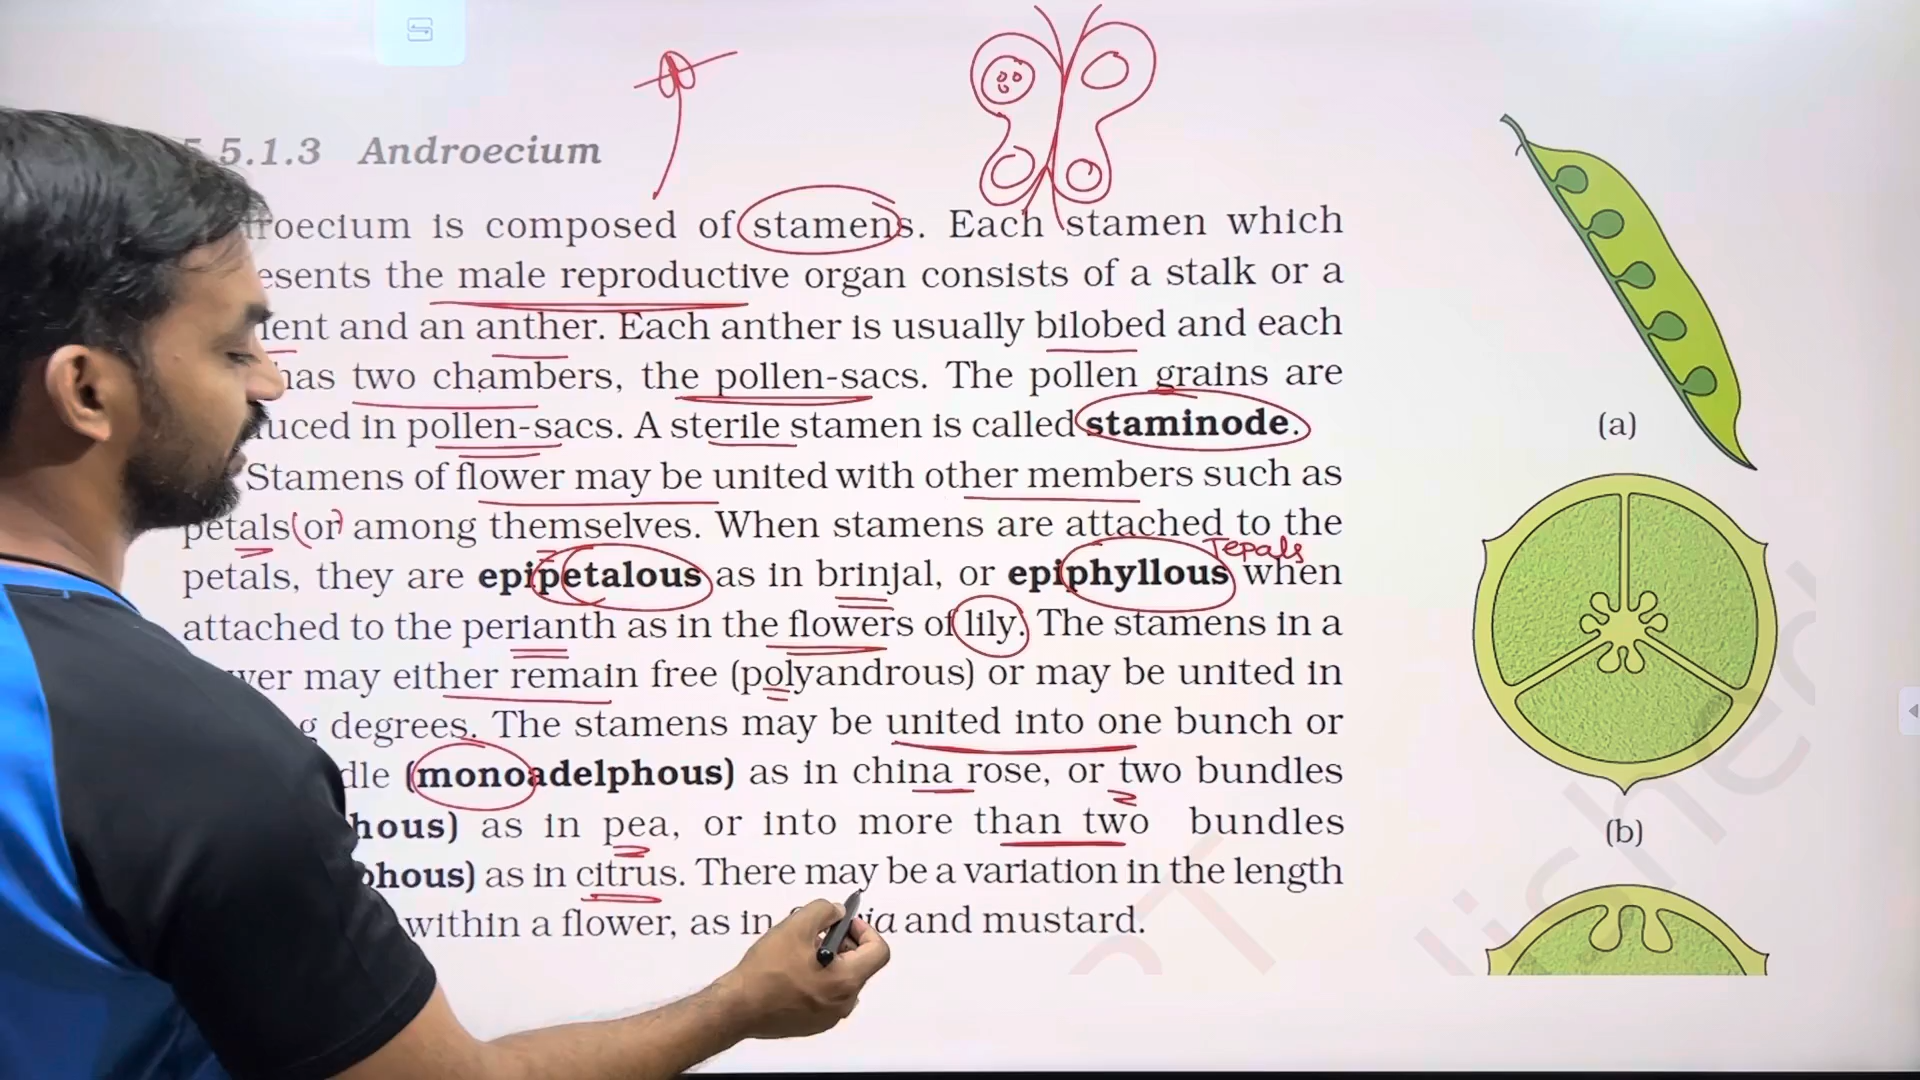 5.5.1.3 Androecium
roecium is composed of stamens. Each stamen which
esents the male reproductive organ consists of a stalk or a
ent and an anther. Each anther is usually bilobed and each
has two chambers, the pollen-sacs. The pollen grains are
uced in pollen-sacs. A sterile stamen is called staminode.
Stamens of flower may be united with other members such as
petals (or) among themselves. When stamens are attached to the
Tepals
petals, they are epipetalous as in brinjal, or epiphyllous when
attached to the perianth as in the flowers of lily. The stamens in a
wer may either remain free (polyandrous) or may be united in
g degrees. The stamens may be united into one bunch or
dle (monoadelphous) as in china rose, or two bundles
hous) as in pea, or into more than two bundles
phous) as in citrus. There may be a variation in the length
within a flower, as in ia and mustard.
(a)
(b)